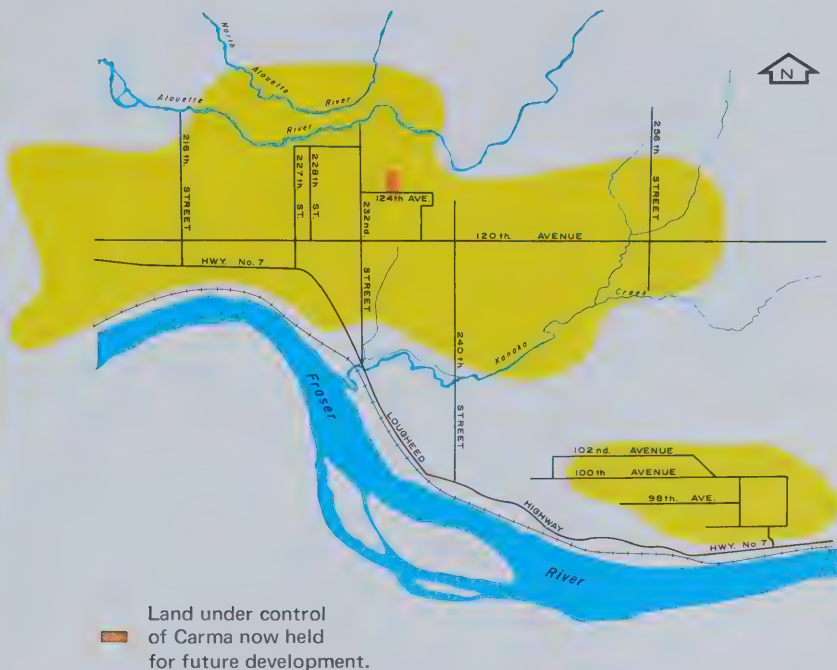 North
Alouette
River
N
Alouette
River
216th.
STREET
227th.
ST.
228th
ST.
232nd.
STREET
124th AVE.
256th
STREET
120th. AVENUE
HWY. No. 7
Creek
Kanaka
240th
STREET
Fraser
LOUGHEED
HIGHWAY
102nd. AVENUE
100th AVENUE
98th. AVE.
HWY. No. 7
River
Land under control
of Carma now held
for future development.